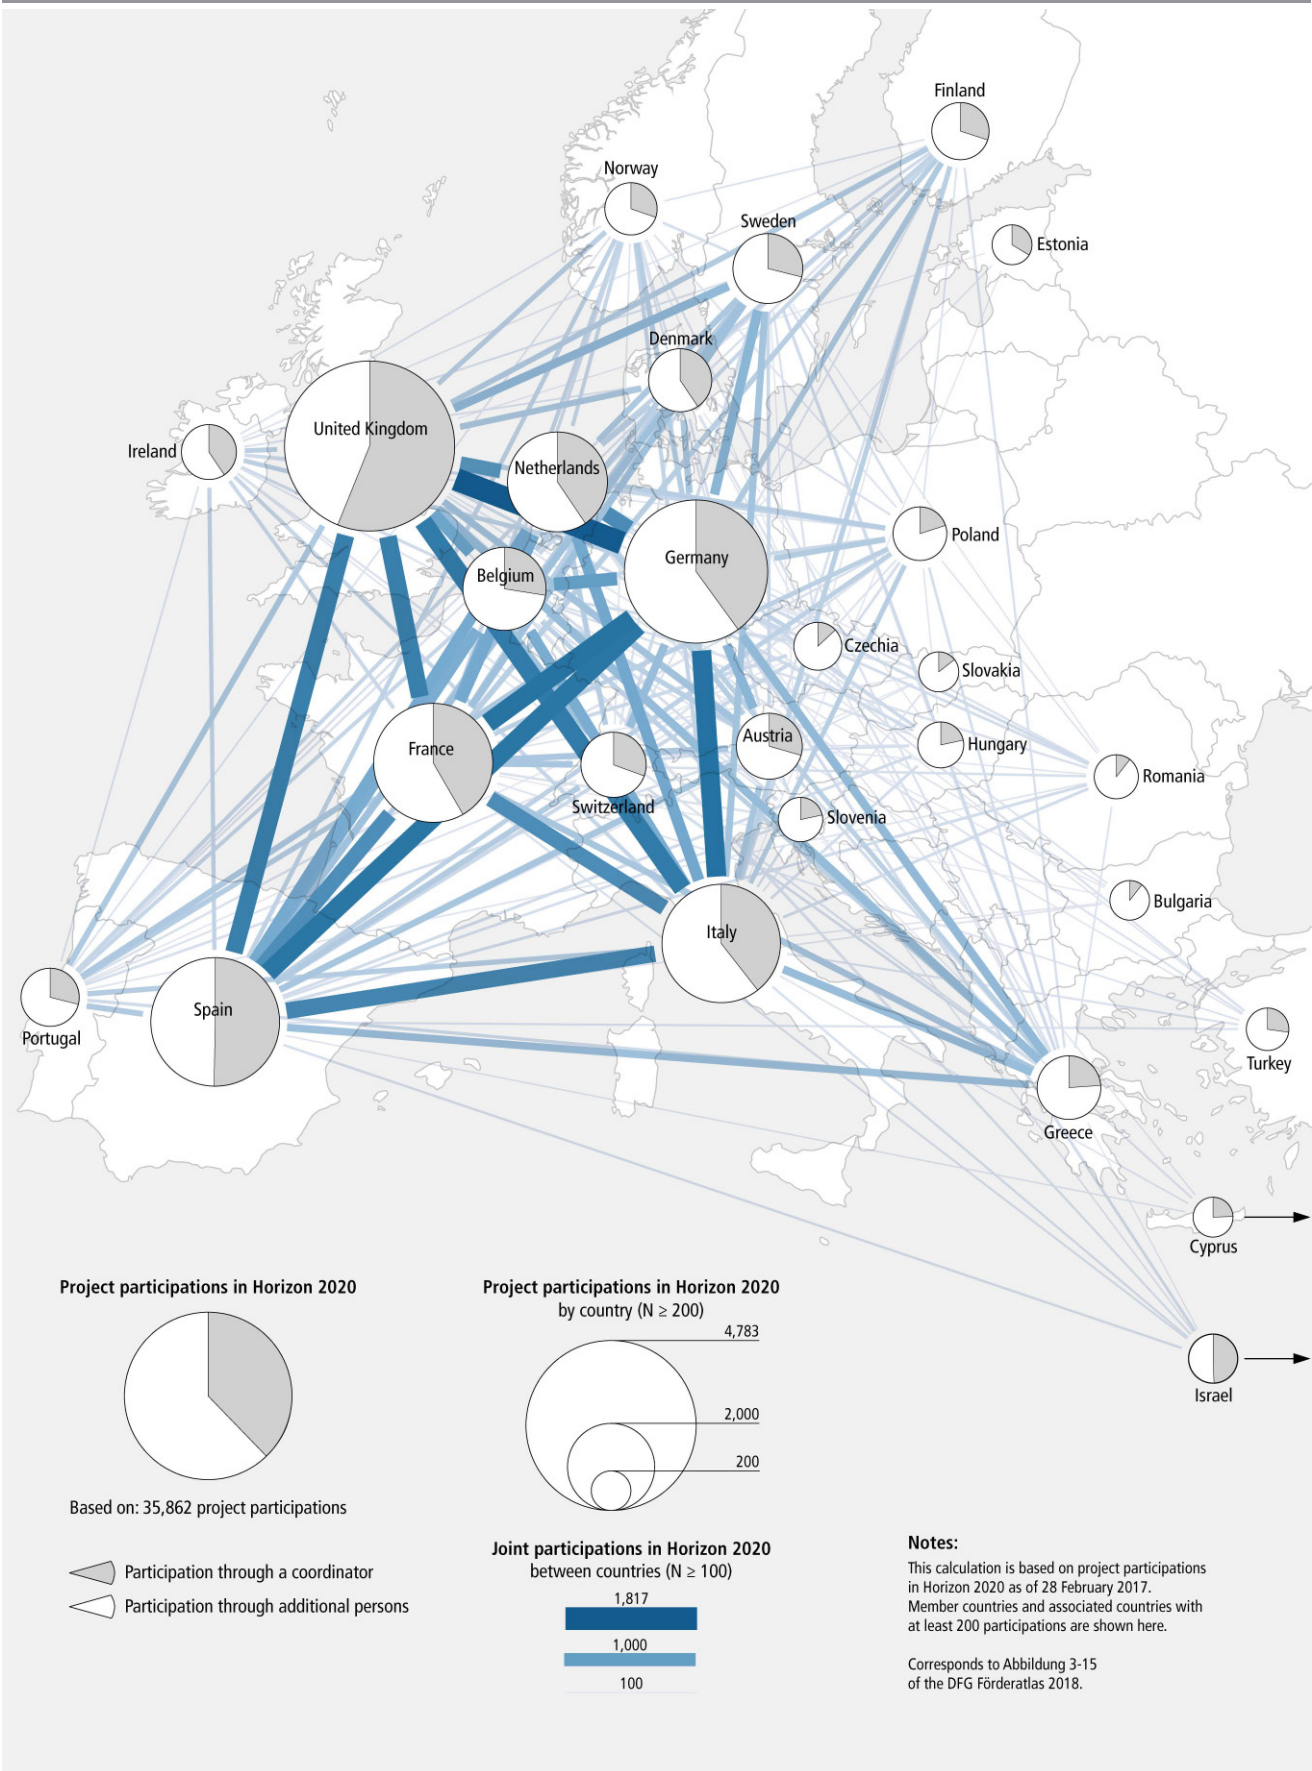 Finland
Norway
Sweden
Estonia
Denmark
United Kingdom
Ireland
Netherlands
Poland
Germany
Belgium
Czechia
Slovakia
Austria
Hungary
France
Romania
Switzerland
Slovenia
Bulgaria
Italy
Spain
Portugal
Turkey
Greece
Cyprus
Israel
Project participations in Horizon 2020
Based on: 35,862 project participations
Participation through a coordinator
Participation through additional persons
Project participations in Horizon 2020
by country (N ≥ 200)
4,783
2,000
200
Joint participations in Horizon 2020
between countries (N ≥ 100)
1,817
1,000
100
Notes:
This calculation is based on project participations
in Horizon 2020 as of 28 February 2017.
Member countries and associated countries with
at least 200 participations are shown here.
Corresponds to Abbildung 3-15
of the DFG Förderatlas 2018.